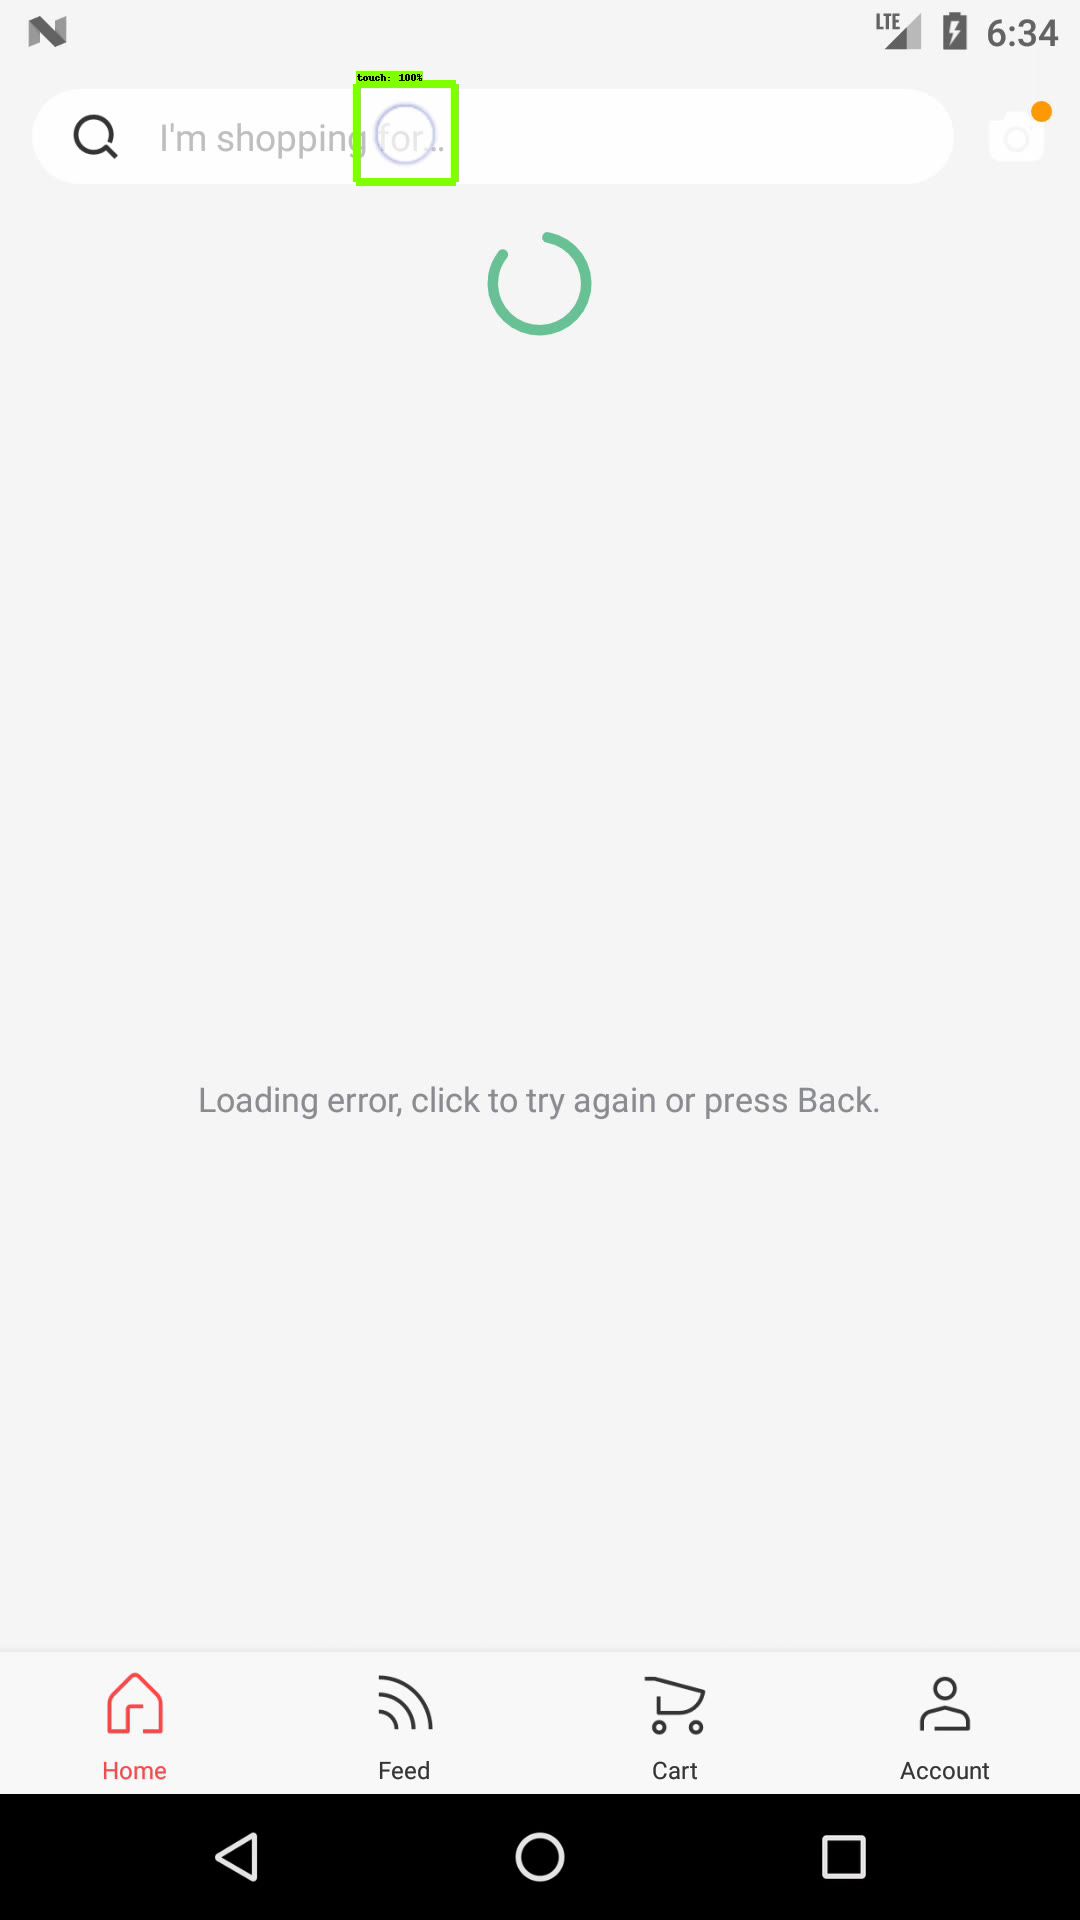 LTE 6:34
touch: 100%
I'm shopping for...
Loading error, click to try again or press Back.
Home Feed Cart Account